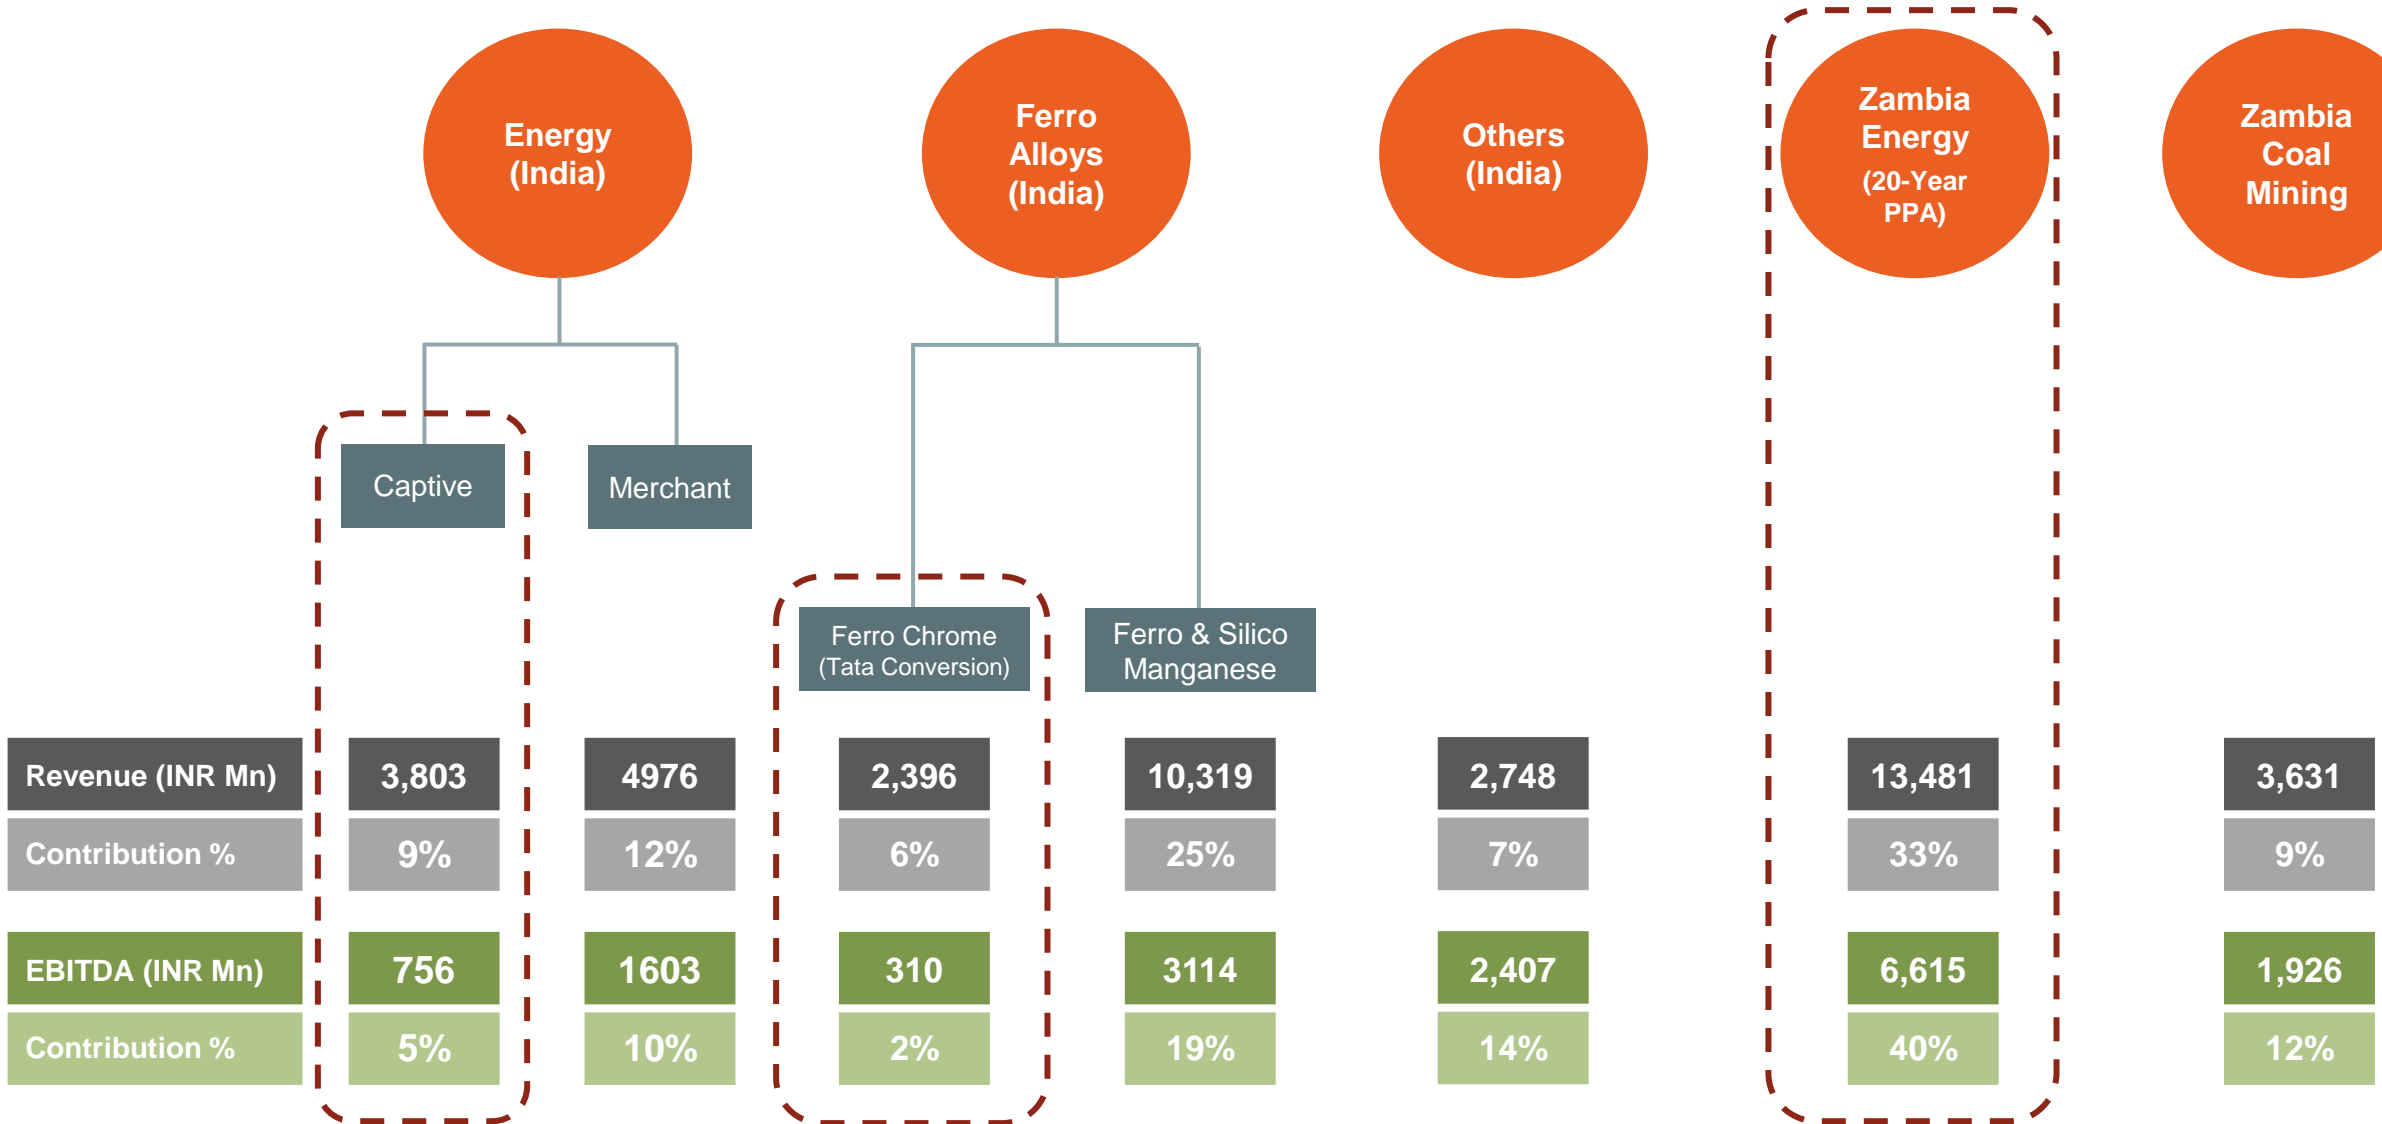 Energy
(India)
Ferro
Alloys
(India)
Others
(India)
Zambia
Energy
(20-Year
PPA)
Zambia
Coal
Mining
Captive
Merchant
Ferro Chrome
(Tata Conversion)
Ferro & Silico
Manganese
Revenue (INR Mn) 3,803 4976 2,396 10,319 2,748 13,481 3,631
Contribution % 9% 12% 6% 25% 7% 33% 9%
EBITDA (INR Mn) 756 1603 310 3114 2,407 6,615 1,926
Contribution % 5% 10% 2% 19% 14% 40% 12%